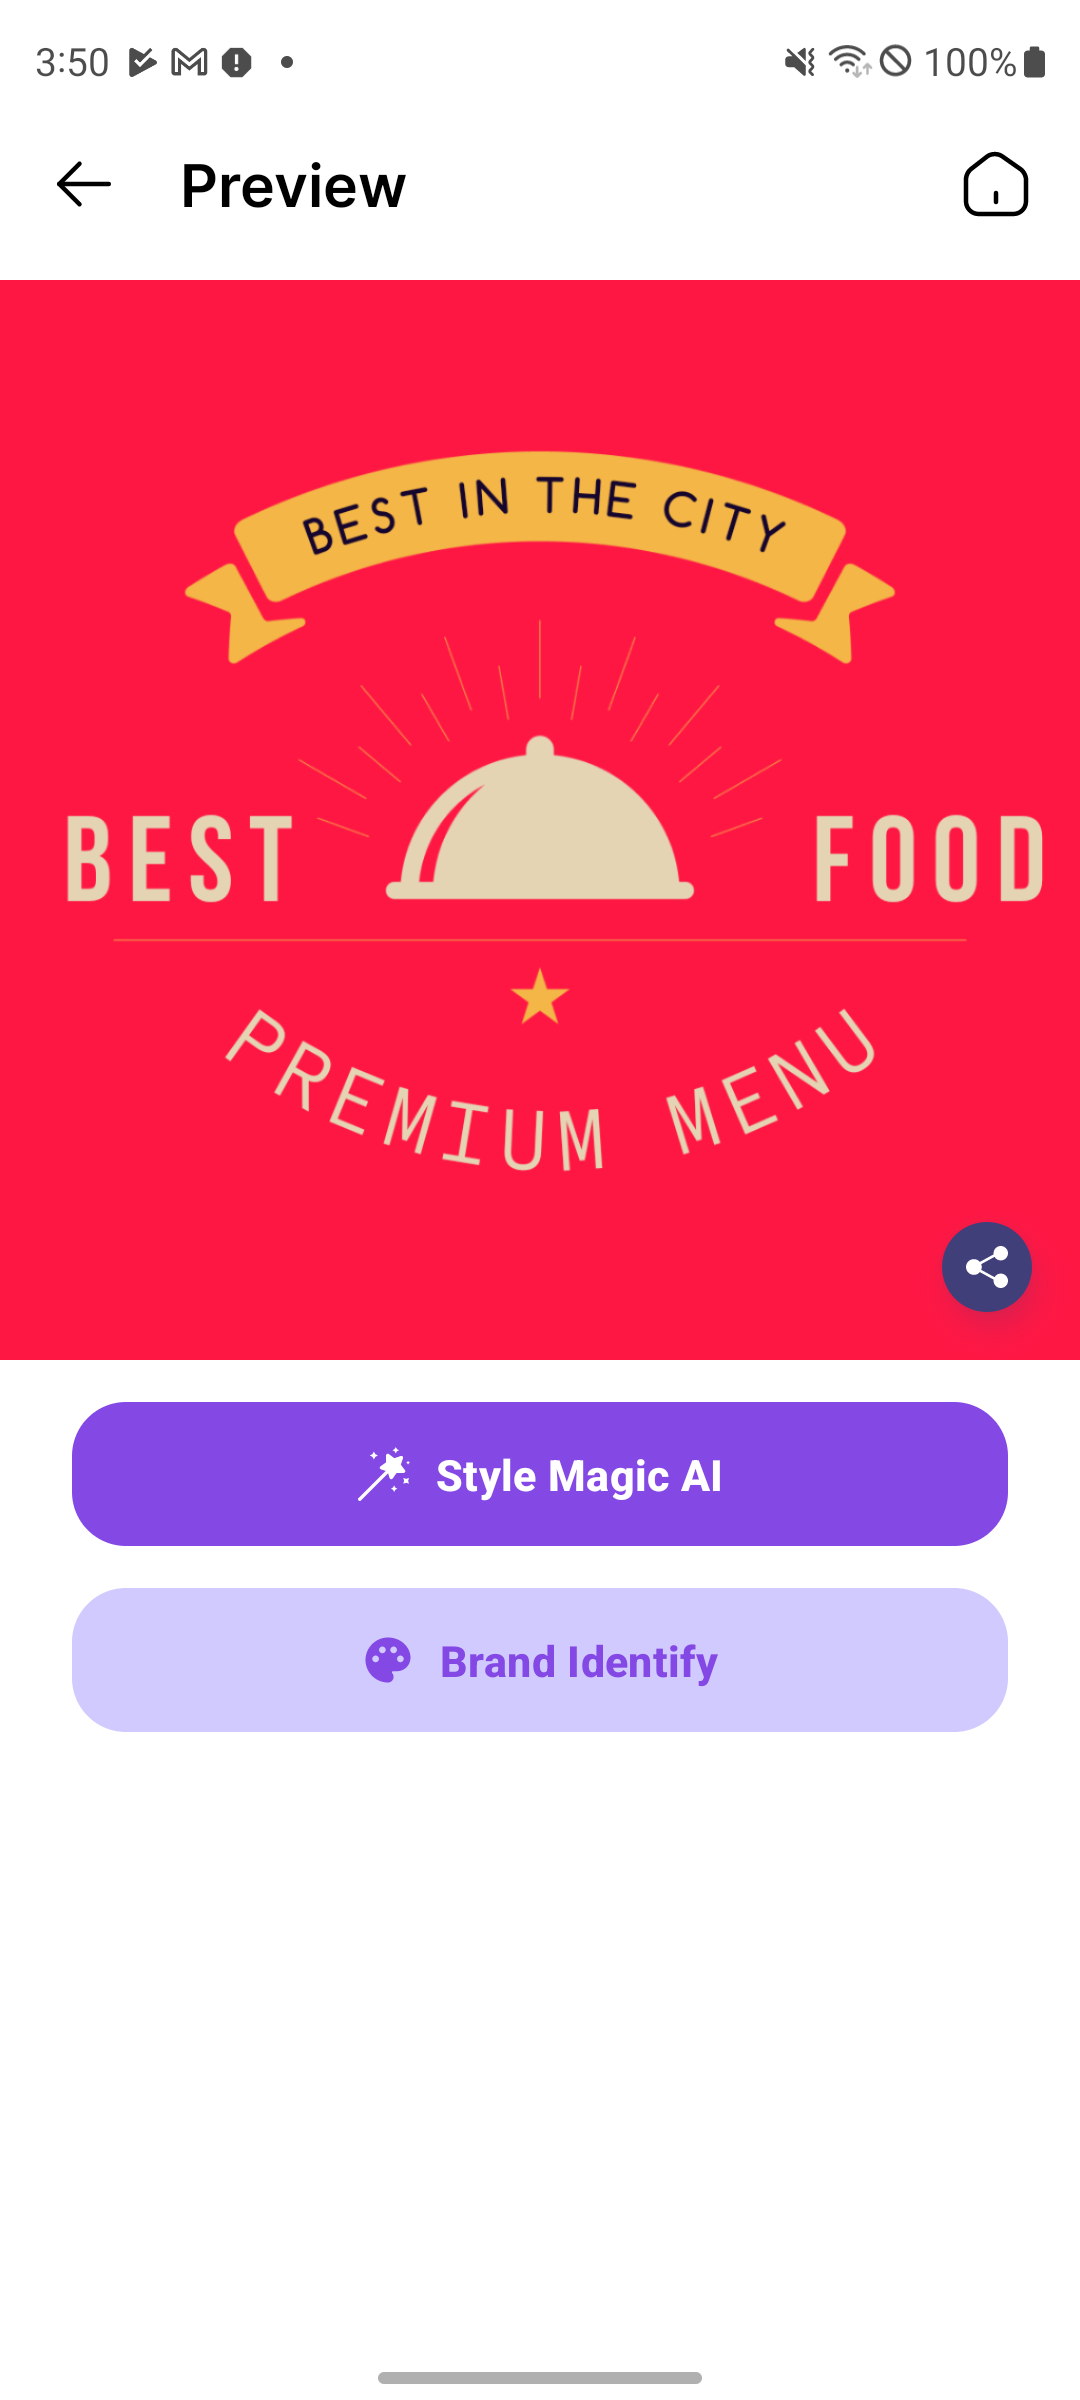 3:50
100%
Preview
BEST IN THE CITY
BEST FOOD
PREMIUM MENU
Style Magic AI
Brand Identify